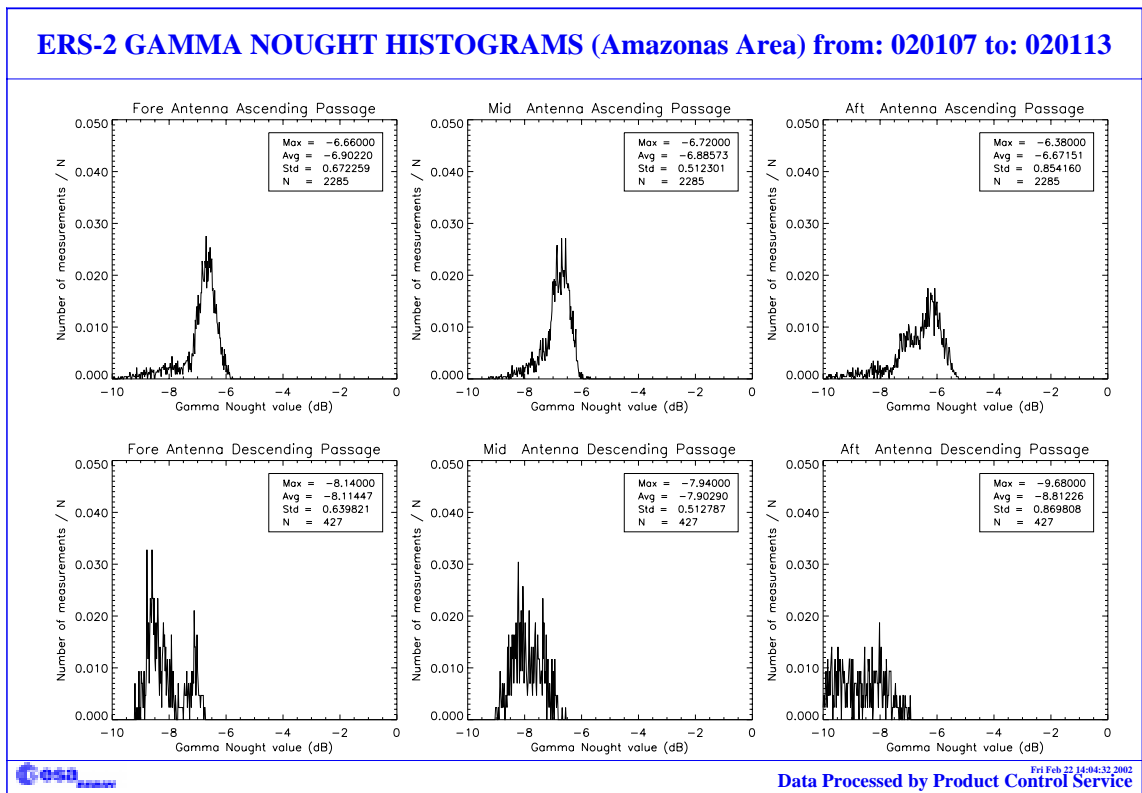 ERS-2 GAMMA NOUGHT HISTOGRAMS (Amazonas Area) from: 020107 to: 020113
Fore Antenna Ascending Passage
Number of measurements / N
0.050
0.040
0.030
0.020
0.010
0.000
Max = -6.66000
Avg = -6.90220
Std = 0.672259
N = 2285
-10 -8 -6 -4 -2 0
Gamma Nought value (dB)
Mid Antenna Ascending Passage
Number of measurements / N
0.050
0.040
0.030
0.020
0.010
0.000
Max = -6.72000
Avg = -6.88573
Std = 0.512301
N = 2285
-10 -8 -6 -4 -2 0
Gamma Nought value (dB)
Aft Antenna Ascending Passage
Number of measurements / N
0.050
0.040
0.030
0.020
0.010
0.000
Max = -6.38000
Avg = -6.67151
Std = 0.854160
N = 2285
-10 -8 -6 -4 -2 0
Gamma Nought value (dB)
Fore Antenna Descending Passage
Number of measurements / N
0.050
0.040
0.030
0.020
0.010
0.000
Max = -8.14000
Avg = -8.11447
Std = 0.639821
N = 427
-10 -8 -6 -4 -2 0
Gamma Nought value (dB)
Mid Antenna Descending Passage
Number of measurements / N
0.050
0.040
0.030
0.020
0.010
0.000
Max = -7.94000
Avg = -7.90290
Std = 0.512787
N = 427
-10 -8 -6 -4 -2 0
Gamma Nought value (dB)
Aft Antenna Descending Passage
Number of measurements / N
0.050
0.040
0.030
0.020
0.010
0.000
Max = -9.68000
Avg = -8.81226
Std = 0.869808
N = 427
-10 -8 -6 -4 -2 0
Gamma Nought value (dB)
esa
Fri Feb 22 14:04:32 2002
Data Processed by Product Control Service